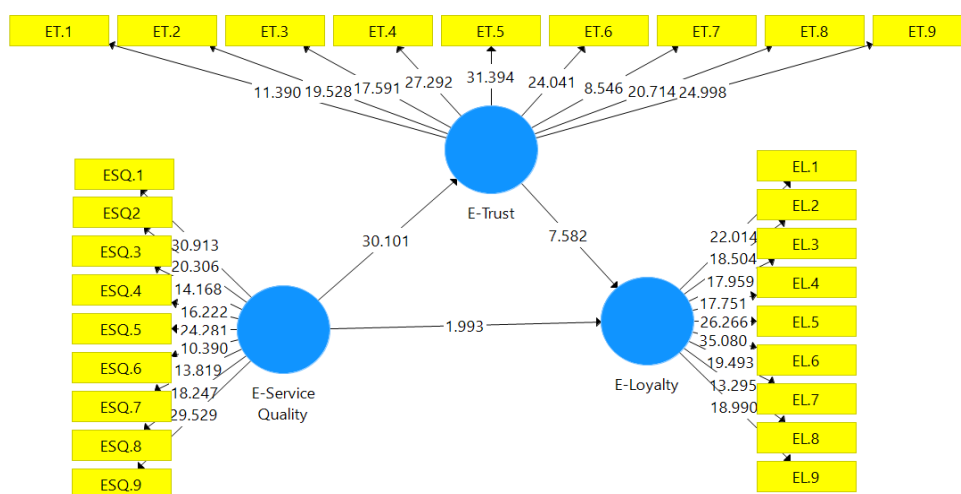 ET.1 ET.2 ET.3 ET.4 ET.5 ET.6 ET.7 ET.8 ET.9
11.390 19.528 17.591 27.292 31.394 24.041 8.546 20.714 24.998
E-Trust
30.101
7.582
1.993
ESQ.1
ESQ2
ESQ.3
ESQ.4
ESQ.5
ESQ.6
ESQ.7
ESQ.8
ESQ.9
30.913
20.306
14.168
16.222
24.281
10.390
13.819
18.247
29.529
E-Service
Quality
E-Loyalty
22.014
18.504
17.959
17.751
26.266
35.080
19.493
13.295
18.990
EL.1
EL.2
EL.3
EL.4
EL.5
EL.6
EL.7
EL.8
EL.9